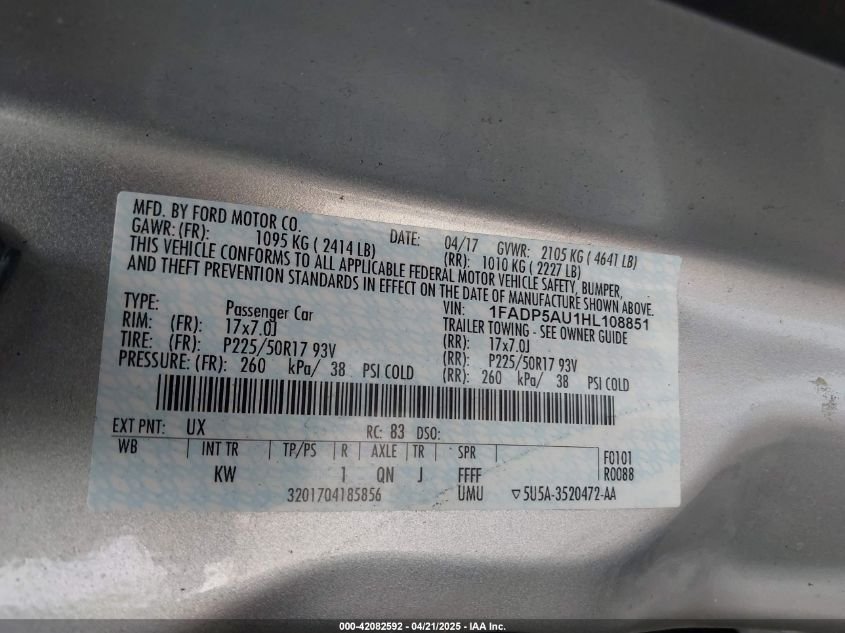 MFD. BY FORD MOTOR CO.
DATE: 04/17 GVWR: 2105 KG ( 4641 LB)
GAWR: (FR): 1095 KG ( 2414 LB) (RR): 1010 KG ( 2227 LB)
THIS VEHICLE CONFORMS TO ALL APPLICABLE FEDERAL MOTOR VEHICLE SAFETY, BUMPER,
AND THEFT PREVENTION STANDARDS IN EFFECT ON THE DATE OF MANUFACTURE SHOWN ABOVE.
VIN: 1FADP5AU1HL108851
TYPE: Passenger Car TRAILER TOWING - SEE OWNER GUIDE
RIM: (FR): 17x7.0J (RR): 17x7.0J
TIRE: (FR): P225/50R17 93V (RR): P225/50R17 93V
PRESSURE: (FR): 260 kPa/ 38 PSI COLD (RR): 260 kPa/ 38 PSI COLD
EXT PNT: UX RC: 83 DSO:
WB INT TR TP/PS R AXLE TR SPR F0101
KW 1 QN J FFFF R0088
3201704185856 UMU ▽5U5A-3520472-AA
000-42082592 - 04/21/2025 - IAA Inc.